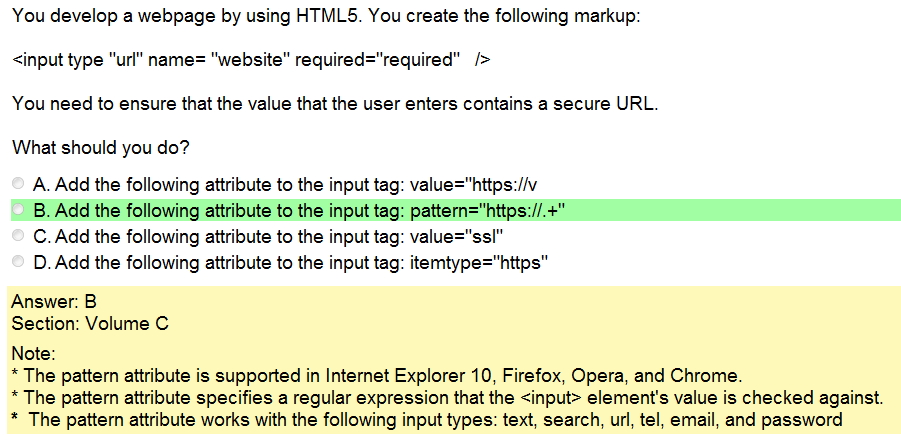 You develop a webpage by using HTML5. You create the following markup:
<input type "url" name= "website" required="required" />
You need to ensure that the value that the user enters contains a secure URL.
What should you do?
A. Add the following attribute to the input tag: value="https://v
B. Add the following attribute to the input tag: pattern="https://.+"
C. Add the following attribute to the input tag: value="ssl"
D. Add the following attribute to the input tag: itemtype="https"
Answer: B
Section: Volume C
Note:
* The pattern attribute is supported in Internet Explorer 10, Firefox, Opera, and Chrome.
* The pattern attribute specifies a regular expression that the <input> element's value is checked against.
* The pattern attribute works with the following input types: text, search, url, tel, email, and password